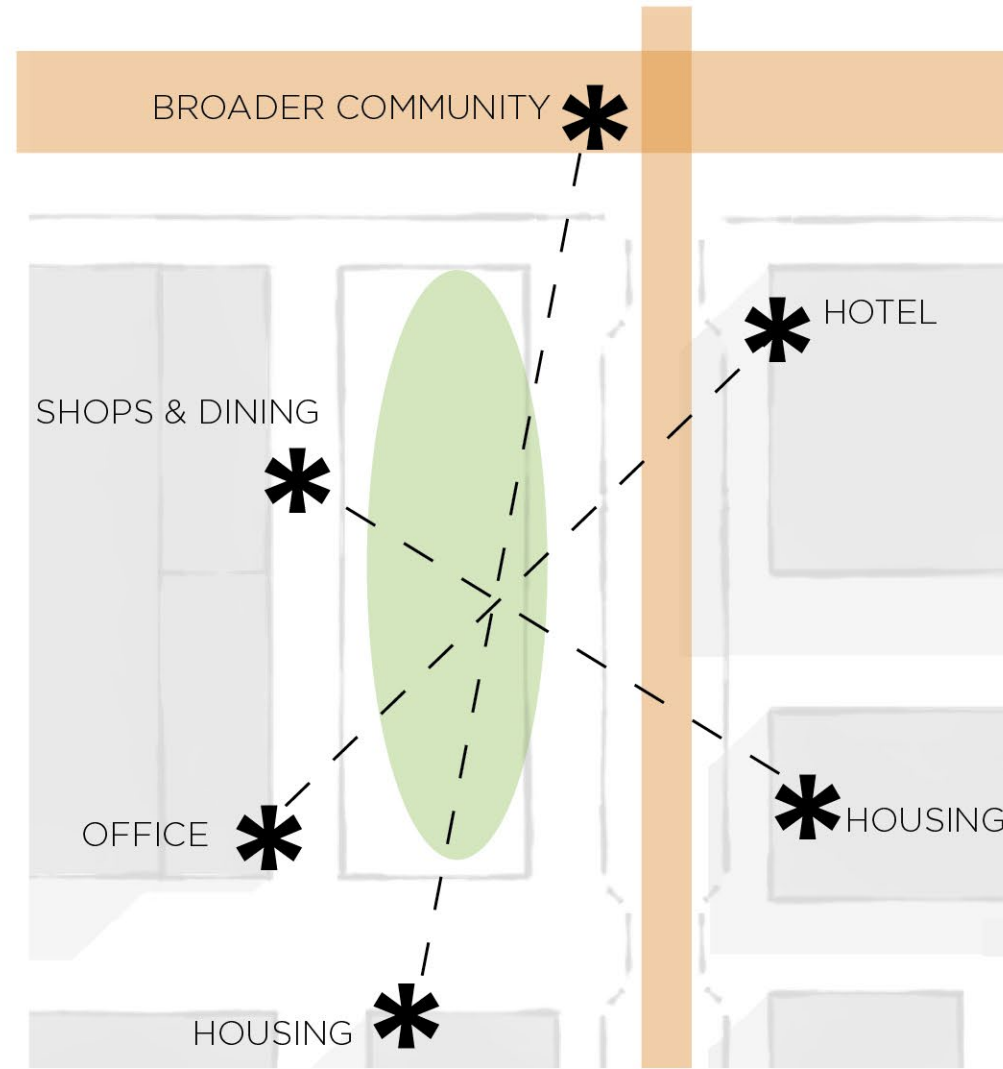 BROADER COMMUNITY
HOTEL
SHOPS & DINING
OFFICE
HOUSING
HOUSING